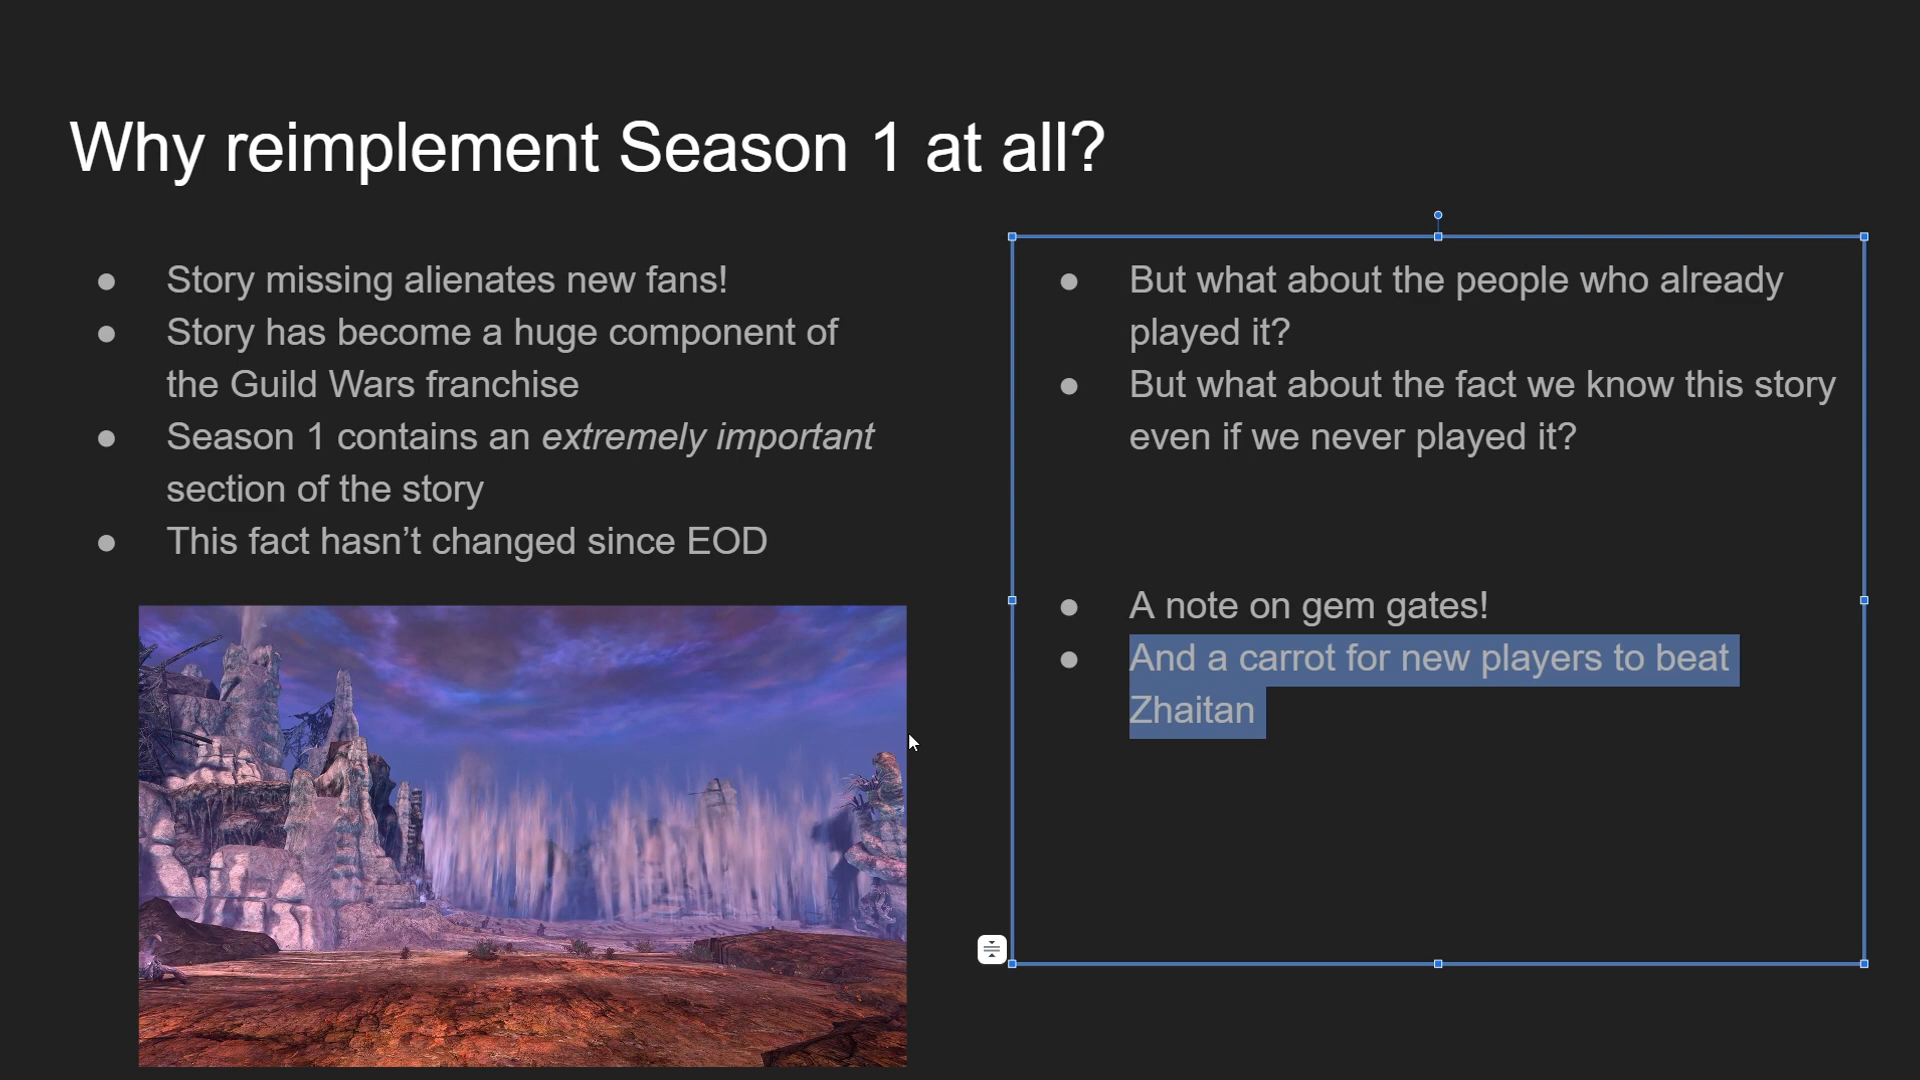 Why reimplement Season 1 at all?
● Story missing alienates new fans!
● Story has become a huge component of
the Guild Wars franchise
● Season 1 contains an extremely important
section of the story
● This fact hasn’t changed since EOD
● But what about the people who already
played it?
● But what about the fact we know this story
even if we never played it?
● A note on gem gates!
● And a carrot for new players to beat
Zhaitan